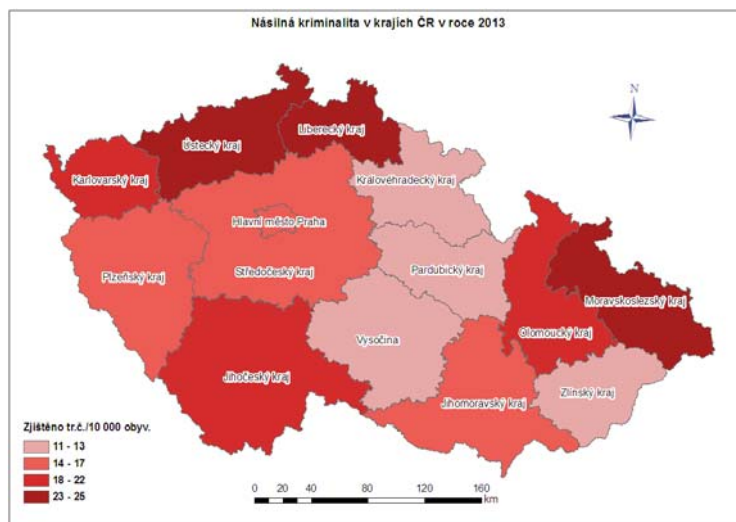 Násilná kriminalita v krajích ČR v roce 2013
N
Liberecký kraj
Ústecký kraj
Karlovarský kraj
Královéhradecký kraj
Hlavní město Praha
Středočeský kraj
Pardubický kraj
Plzeňský kraj
Moravskoslezský kraj
Olomoucký kraj
Vysočina
Jihočeský kraj
Zlínský kraj
Jihomoravský kraj
Zjištěno tr.č./10 000 obyv.
11 - 13
14 - 17
18 - 22
23 - 25
0 20 40 80 120 160
km